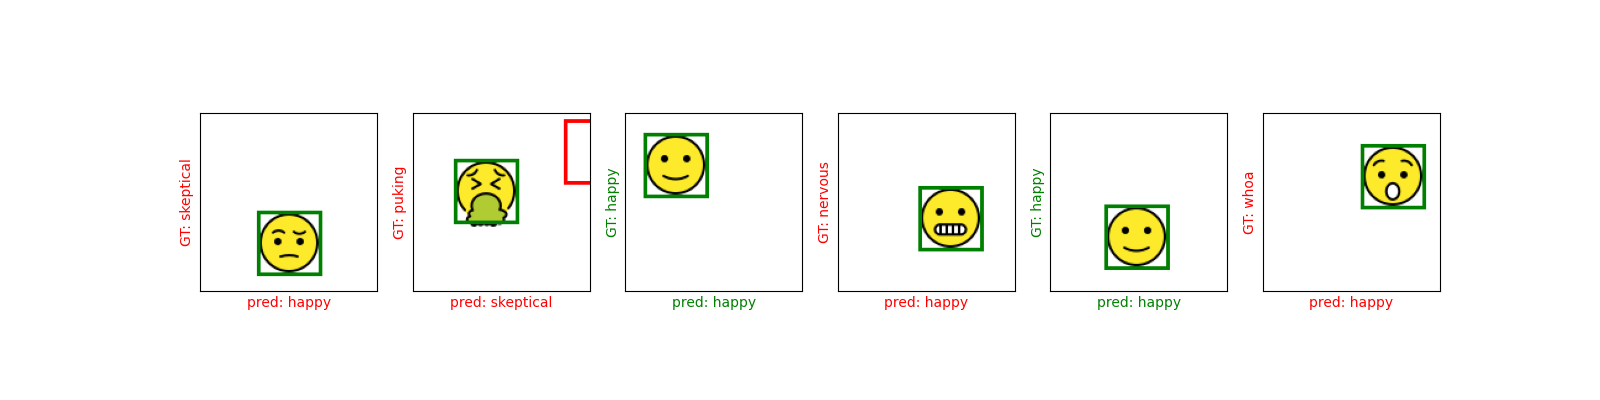 GT: skeptical
pred: happy
GT: puking
pred: skeptical
GT: happy
pred: happy
GT: nervous
pred: happy
GT: happy
pred: happy
GT: whoa
pred: happy